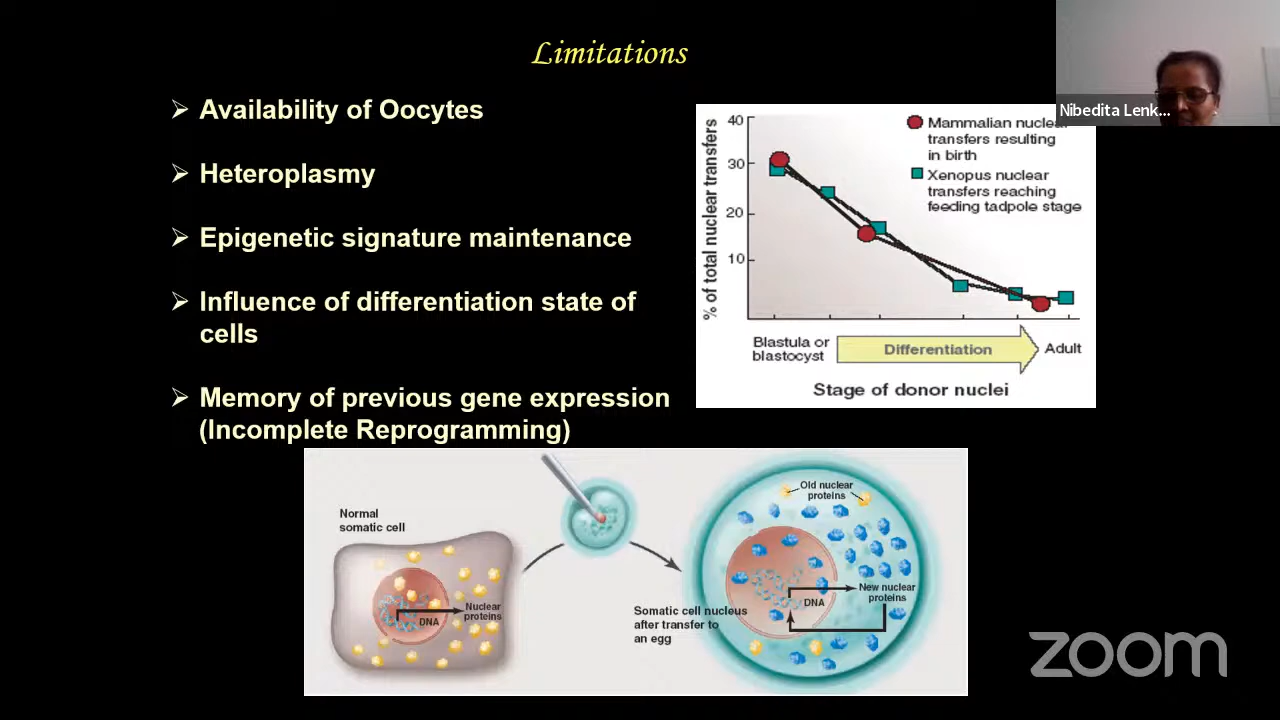 Limitations
➢ Availability of Oocytes
➢ Heteroplasmy
➢ Epigenetic signature maintenance
➢ Influence of differentiation state of
cells
➢ Memory of previous gene expression
(Incomplete Reprogramming)
Nibedita Lenk...
% of total nuclear transfers
40
30
20
10
Mammalian nuclear
transfers resulting
in birth
Xenopus nuclear
transfers reaching
feeding tadpole stage
Blastula or
blastocyst
Differentiation
Adult
Stage of donor nuclei
Normal
somatic cell
Nuclear
proteins
DNA
Old nuclear
proteins
DNA
New nuclear
proteins
Somatic cell nucleus
after transfer to
an egg
zoom